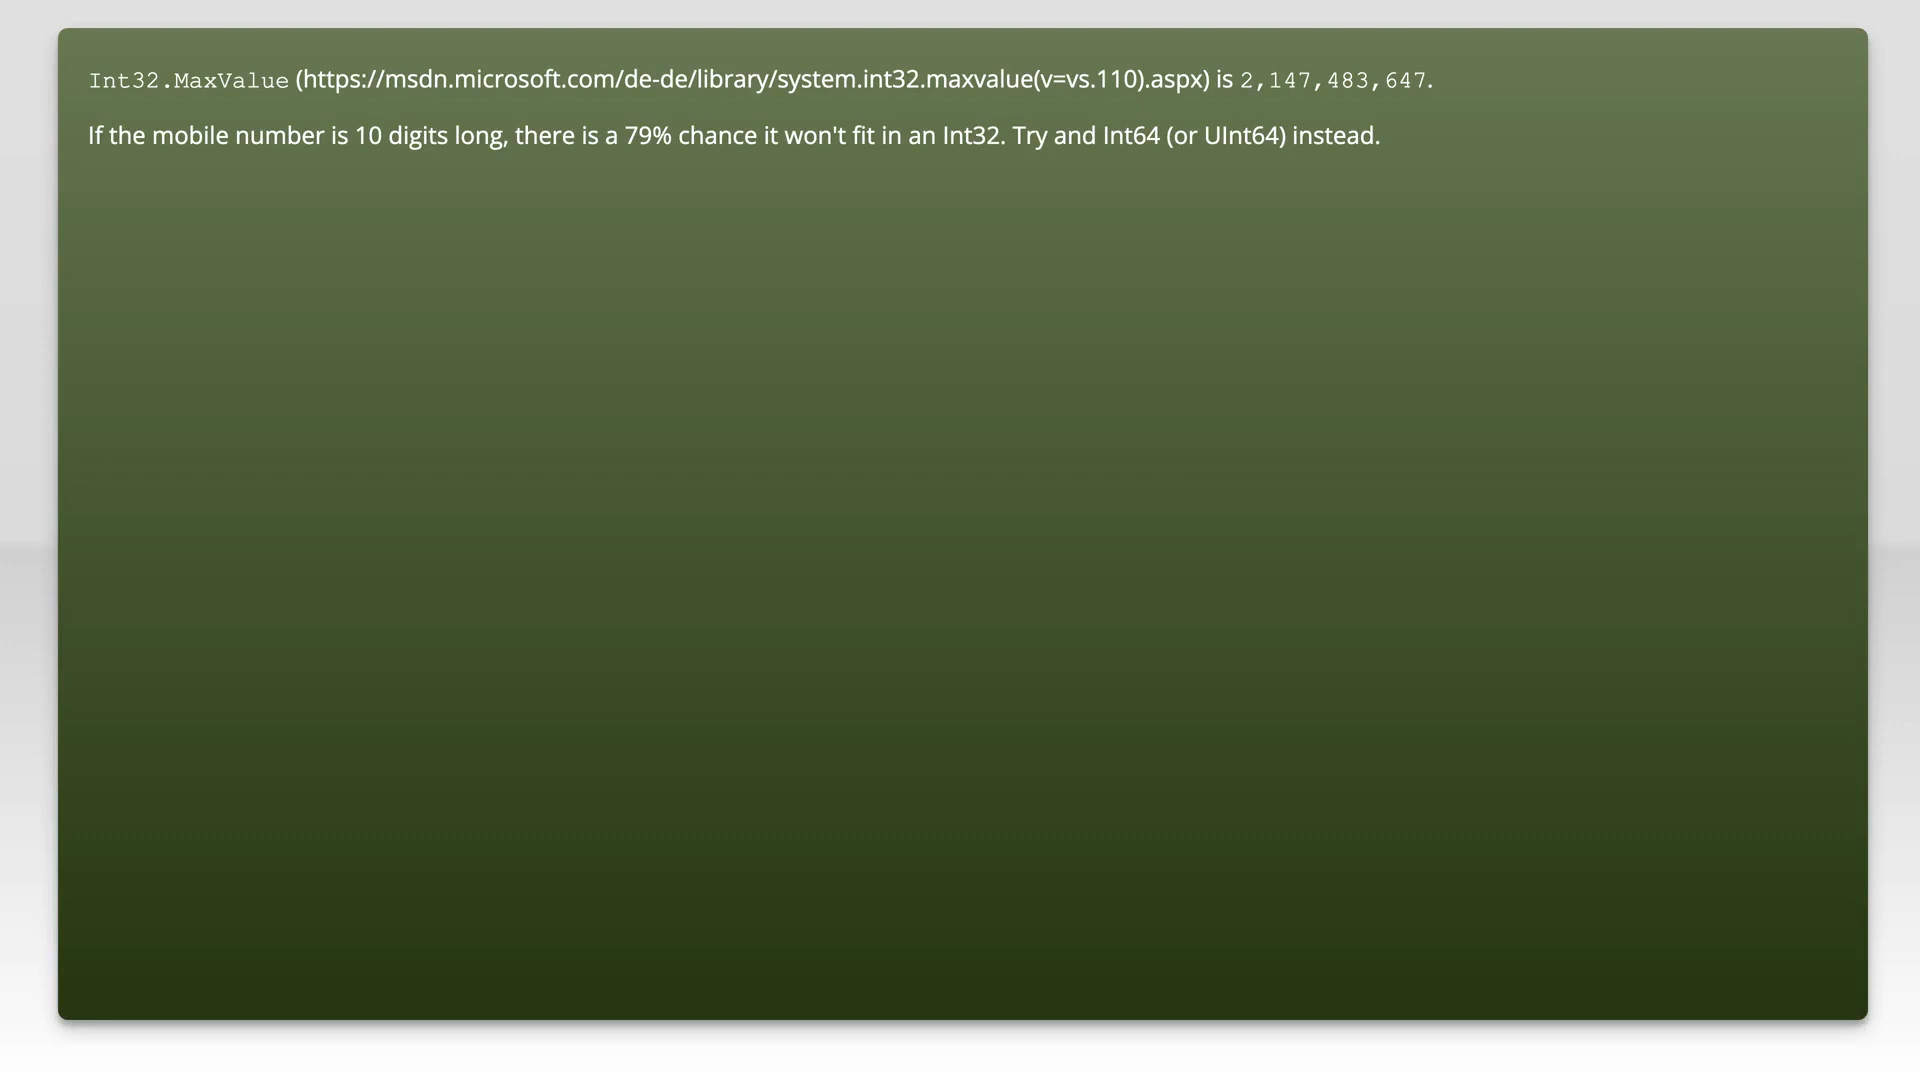 Int32.MaxValue (https://msdn.microsoft.com/de-de/library/system.int32.maxvalue(v=vs.110).aspx) is 2,147,483,647.
If the mobile number is 10 digits long, there is a 79% chance it won't fit in an Int32. Try and Int64 (or UInt64) instead.